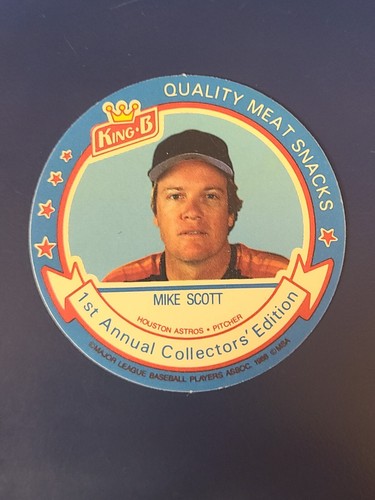 KING·B
QUALITY MEAT SNACKS
MIKE SCOTT
HOUSTON ASTROS • PITCHER
1st Annual Collectors' Edition
©MAJOR LEAGUE BASEBALL PLAYERS ASSOC. 1988 ©MSA